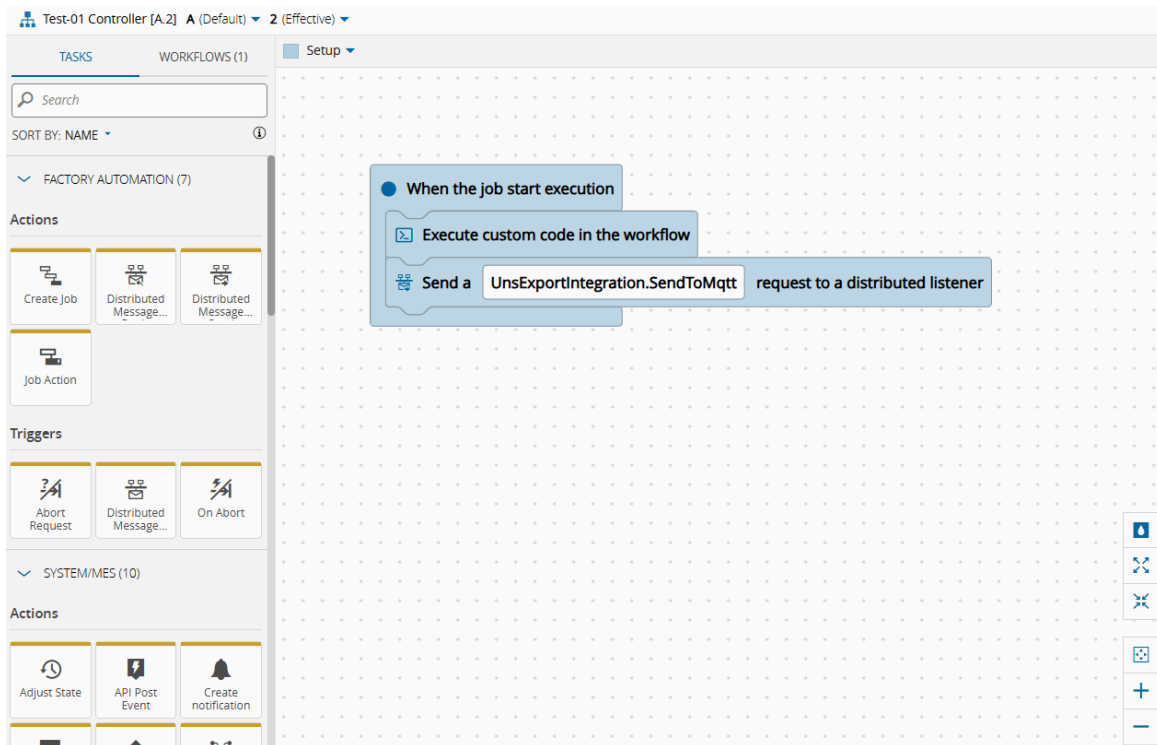 Test-01 Controller [A.2] A (Default) 2 (Effective)
TASKS WORKFLOWS (1)
Setup
Search
SORT BY: NAME
FACTORY AUTOMATION (7)
Actions
When the job start execution
Execute custom code in the workflow
Send a UnsExportIntegration.SendToMqtt request to a distributed listener
Create Job
Distributed
Message...
Distributed
Message...
Job Action
Triggers
Abort
Request
Distributed
Message...
On Abort
SYSTEM/MES (10)
Actions
Adjust State
API Post
Event
Create
notification